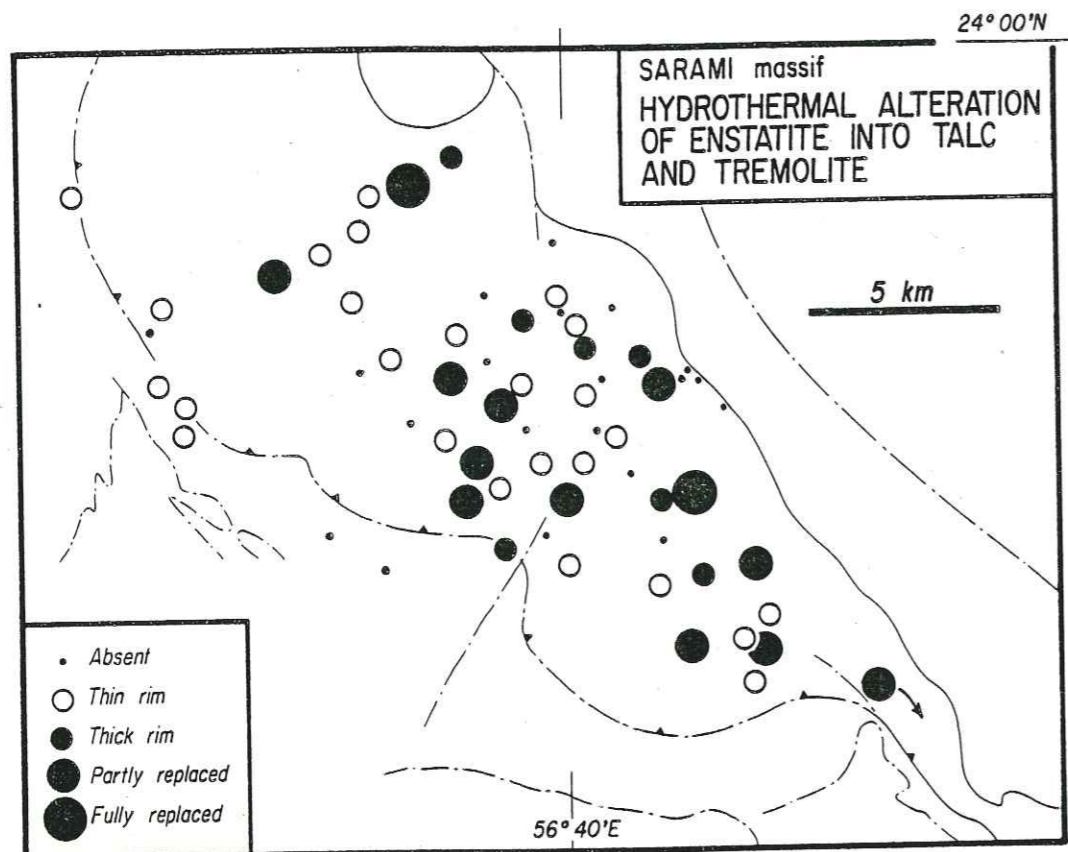 24° 00'N
SARAMI massif
HYDROTHERMAL ALTERATION
OF ENSTATITE INTO TALC
AND TREMOLITE
5 km
Absent
Thin rim
Thick rim
Partly replaced
Fully replaced
56° 40'E